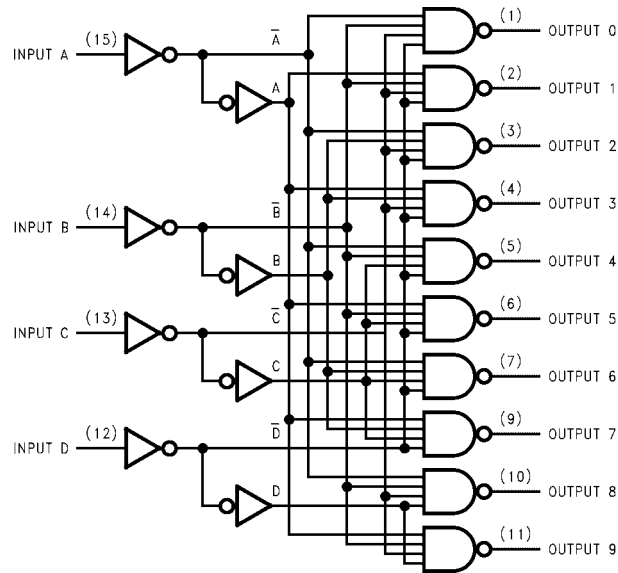 (1) OUTPUT 0
INPUT A (15) A̅
(2) OUTPUT 1
A
(3) OUTPUT 2
(4) OUTPUT 3
INPUT B (14) B̅
(5) OUTPUT 4
B
(6) OUTPUT 5
INPUT C (13) C̅
(7) OUTPUT 6
C
(9) OUTPUT 7
INPUT D (12) D̅
(10) OUTPUT 8
D
(11) OUTPUT 9